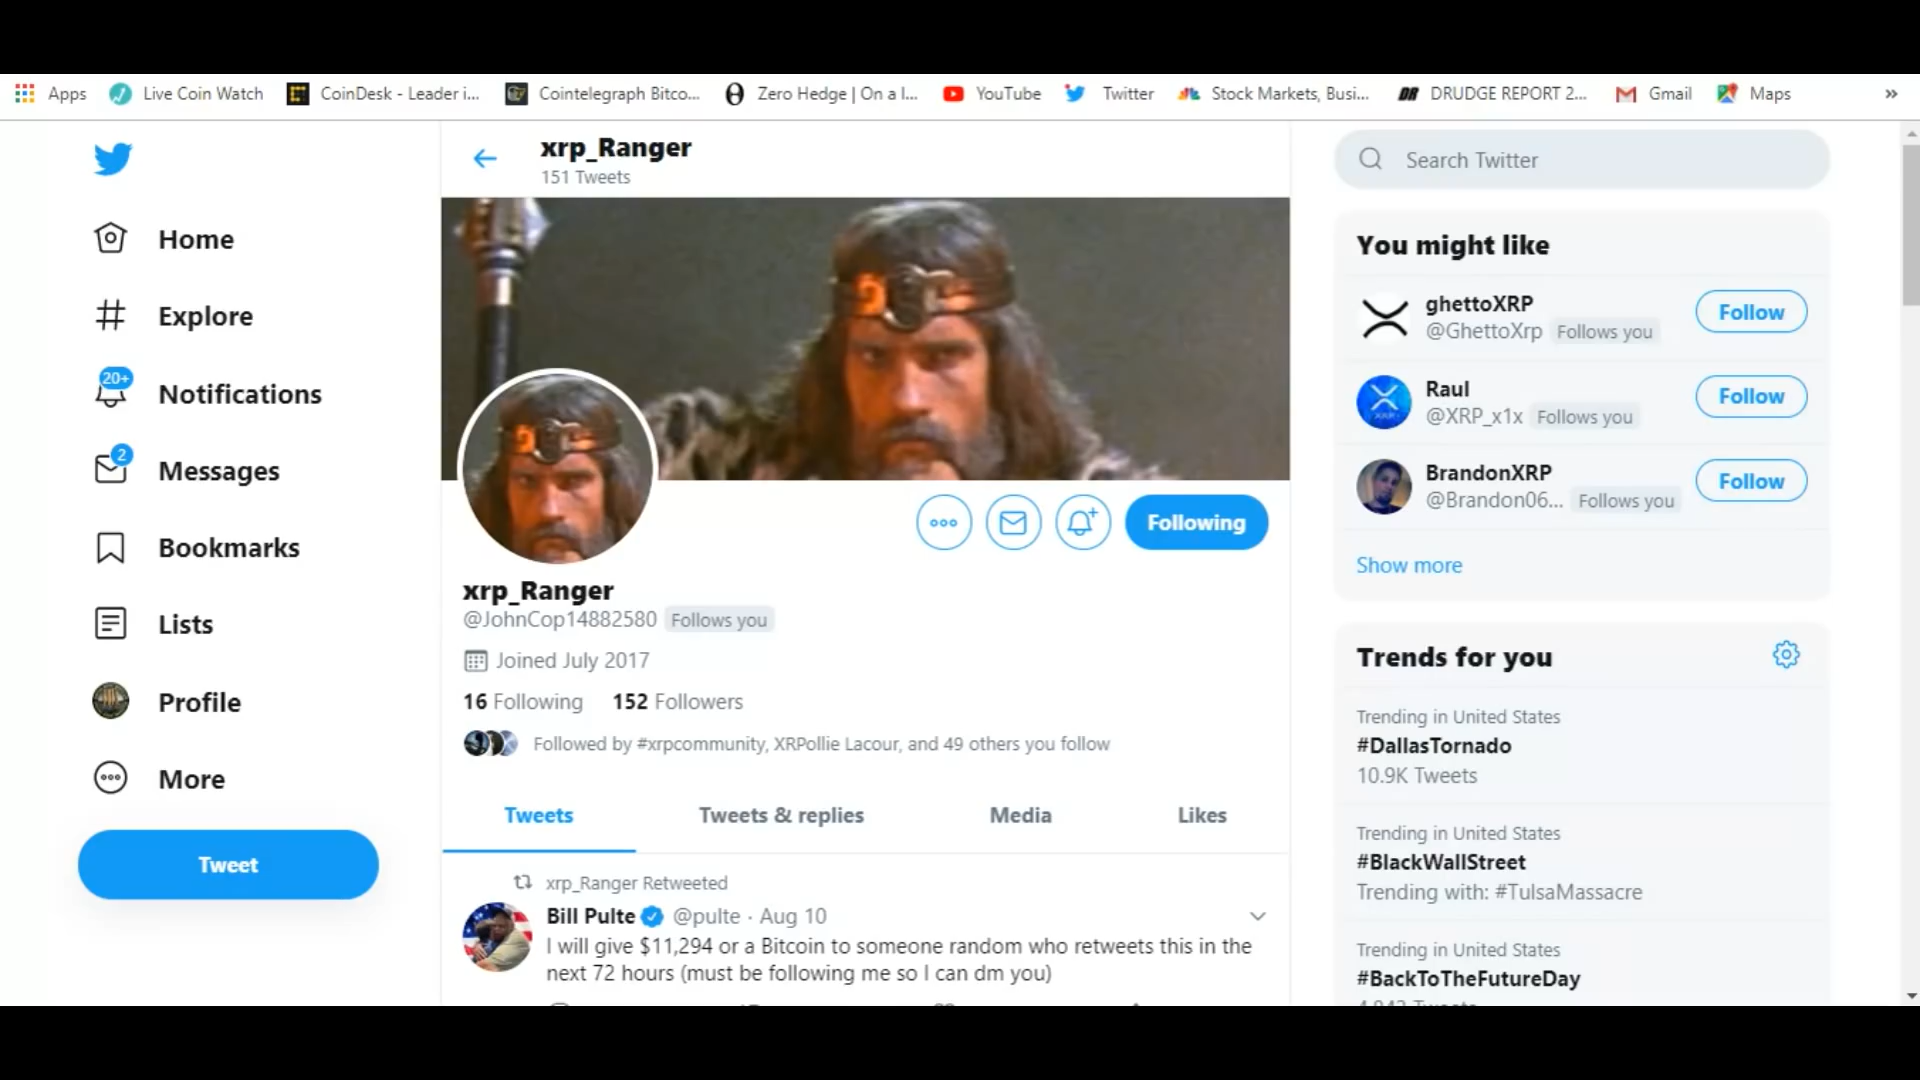 Apps
Live Coin Watch
CoinDesk - Leader i...
Cointelegraph Bitco...
Zero Hedge | On a l...
YouTube
Twitter
Stock Markets, Busi...
DRUDGE REPORT 2...
Gmail
Maps
»
xrp_Ranger
151 Tweets
Search Twitter
Home
Explore
20+
Notifications
2
Messages
Bookmarks
Lists
Profile
More
Tweet
Following
xrp_Ranger
@JohnCop14882580 Follows you
Joined July 2017
16 Following 152 Followers
Followed by #xrpcommunity, XRPollie Lacour, and 49 others you follow
Tweets
Tweets & replies
Media
Likes
xrp_Ranger Retweeted
Bill Pulte @pulte · Aug 10
I will give $11,294 or a Bitcoin to someone random who retweets this in the
next 72 hours (must be following me so I can dm you)
You might like
ghettoXRP
@GhettoXrp Follows you
Follow
Raul
@XRP_x1x Follows you
Follow
BrandonXRP
@Brandon06... Follows you
Follow
Show more
Trends for you
Trending in United States
#DallasTornado
10.9K Tweets
Trending in United States
#BlackWallStreet
Trending with: #TulsaMassacre
Trending in United States
#BackToTheFutureDay